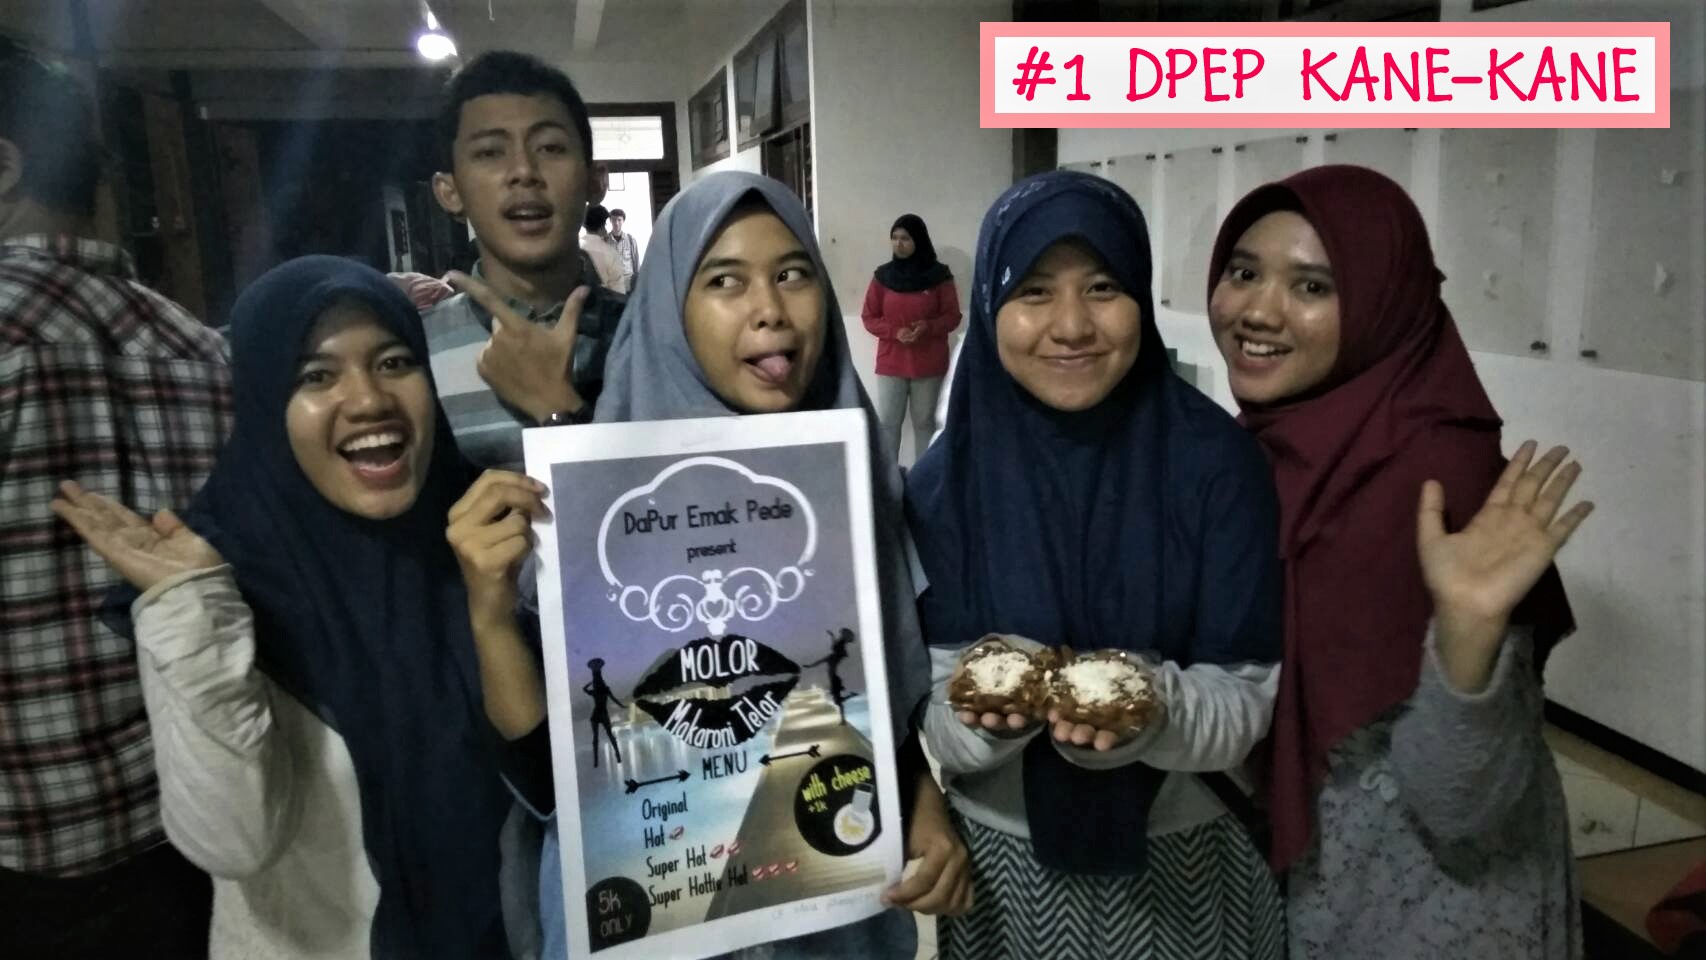 #1 DPEP KANE-KANE
DaPur Emak Pede
present
MOLOR
Makaroni Telor
MENU
with cheese
+1k
Original
Hot
Super Hot
Super Hottie Hot
5k
ONLY